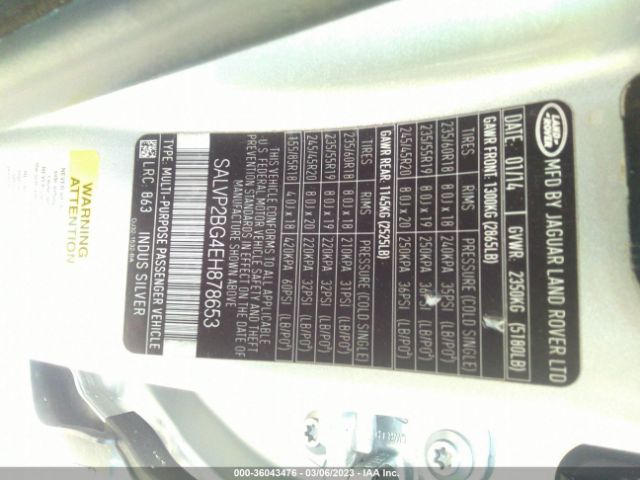 LAND ROVER
MFD BY JAGUAR LAND ROVER LTD
DATE: 01/14 GVWR: 2350KG (5180LB)
GAWR FRONT 1300KG (2865LB)
TIRES RIMS PRESSURE (COLD SINGLE)
235/60R18 8.0J x 18 240KPA 35PSI (LB/PO²)
235/55R19 8.0J x 19 250KPA 36PSI (LB/PO²)
245/45R20 8.0J x 20 250KPA 36PSI (LB/PO²)
GAWR REAR 1145KG (2525LB)
TIRES RIMS PRESSURE (COLD SINGLE)
235/60R18 8.0J x 18 210KPA 31PSI (LB/PO²)
235/55R19 8.0J x 19 220KPA 32PSI (LB/PO²)
245/45R20 8.0J x 20 220KPA 32PSI (LB/PO²)
155/85R18 4.0J x 18 420KPA 60PSI (LB/PO²)
THIS VEHICLE CONFORMS TO ALL APPLICABLE
U.S FEDERAL MOTOR VEHICLE SAFETY AND THEFT
PREVENTION STANDARDS IN EFFECT ON THE DATE OF
MANUFACTURE SHOWN ABOVE
SALVP2BG4EH878653
TYPE: MULTI-PURPOSE PASSENGER VEHICLE
LRC 863 INDUS SILVER
WARNING
ATTENTION
NEVER
000-36043476 - 03/06/2023 - IAA Inc.